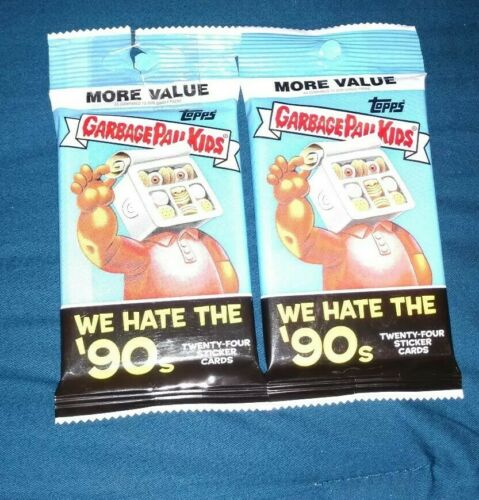 MORE VALUE
Topps
GARBAGE PAIL KIDS
WE HATE THE
'90s
TWENTY-FOUR
STICKER
CARDS
MORE VALUE
Topps
GARBAGE PAIL KIDS
WE HATE THE
'90s
TWENTY-FOUR
STICKER
CARDS